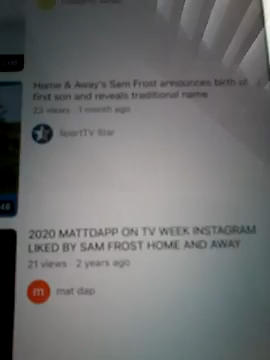 Home & Away's Sam Frost announces birth of
first son and reveals traditional name
23 views · 1 month ago
SportTV Star
2020 MATTDAPP ON TV WEEK INSTAGRAM
LIKED BY SAM FROST HOME AND AWAY
21 views · 2 years ago
m
mat dap